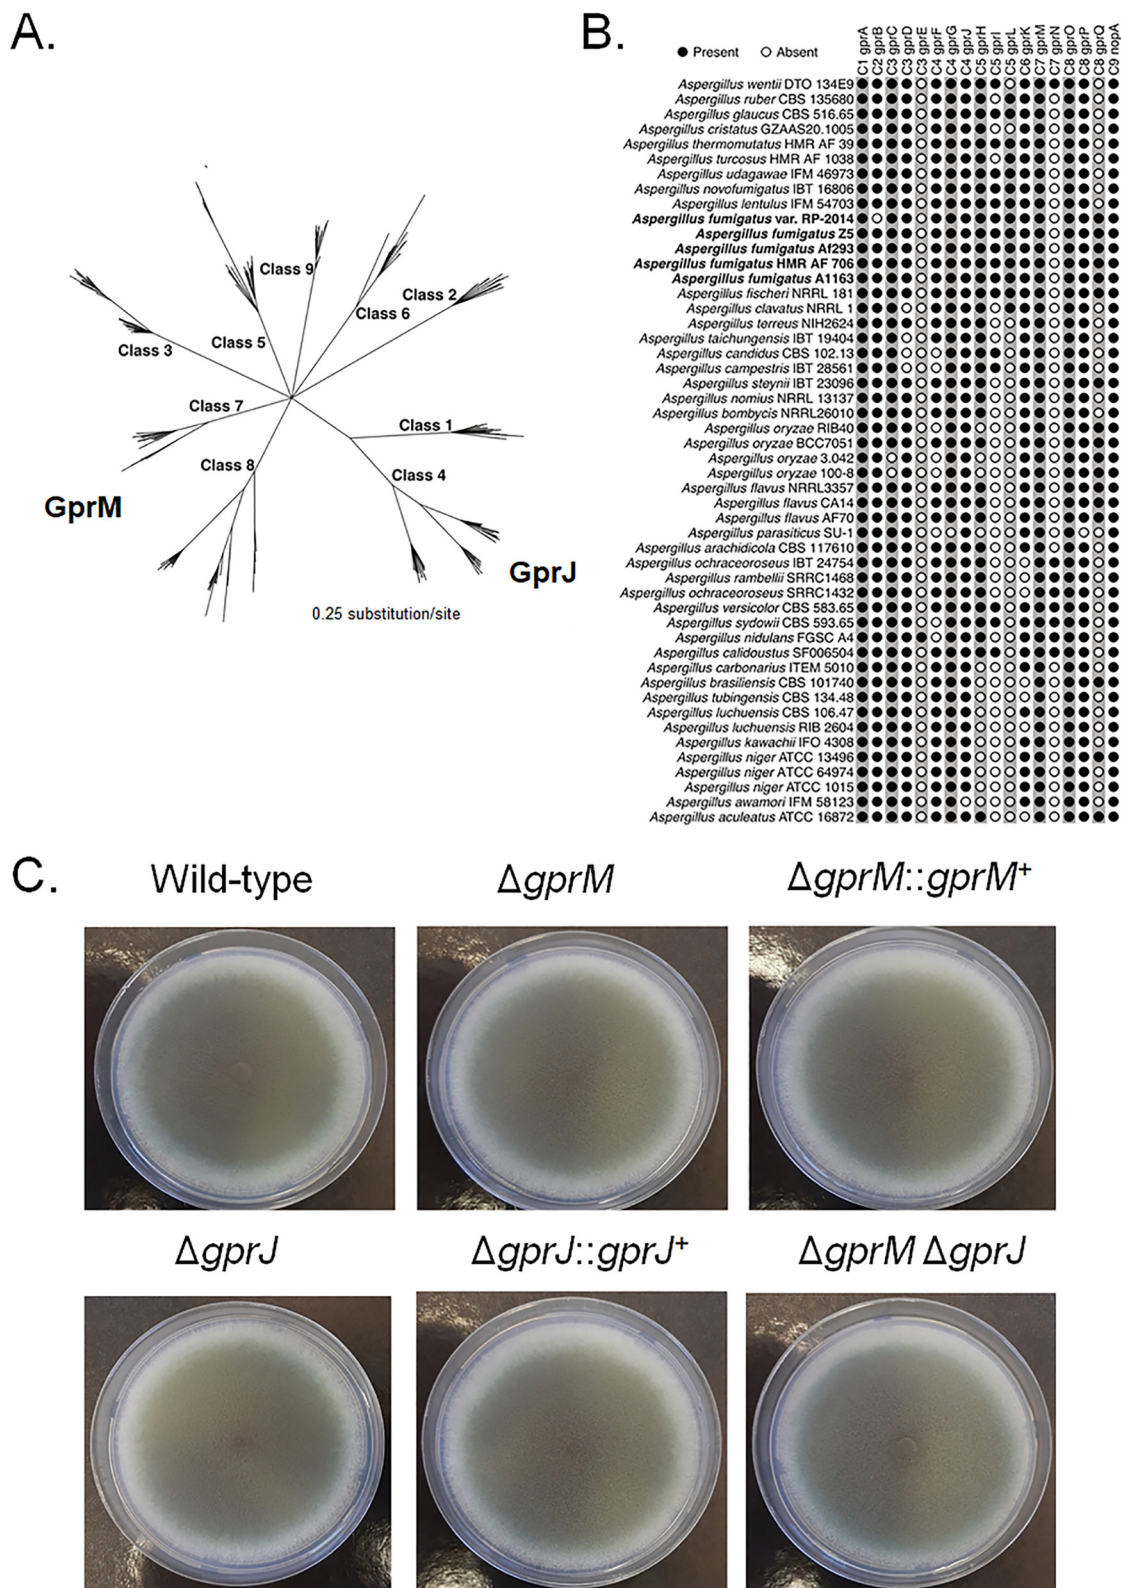 A.
Class 9
Class 2
Class 6
Class 5
Class 3
Class 7
Class 1
Class 8
Class 4
GprM
GprJ
0.25 substitution/site
B.
Present Absent
C1 gprA
C2 gprB
C3 gprC
C3 gprD
C3 gprE
C4 gprF
C4 gprG
C4 gprJ
C5 gprH
C5 gprI
C5 gprL
C6 gprK
C7 gprM
C7 gprN
C8 gprO
C8 gprP
C8 gprQ
C9 nopA
Aspergillus wentii DTO 134E9
Aspergillus ruber CBS 135680
Aspergillus glaucus CBS 516.65
Aspergillus cristatus GZAAS20.1005
Aspergillus thermomutatus HMR AF 39
Aspergillus turcosus HMR AF 1038
Aspergillus udagawae IFM 46973
Aspergillus novofumigatus IBT 16806
Aspergillus lentulus IFM 54703
Aspergillus fumigatus var. RP-2014
Aspergillus fumigatus Z5
Aspergillus fumigatus Af293
Aspergillus fumigatus HMR AF 706
Aspergillus fumigatus A1163
Aspergillus fischeri NRRL 181
Aspergillus clavatus NRRL 1
Aspergillus terreus NIH2624
Aspergillus taichungensis IBT 19404
Aspergillus candidus CBS 102.13
Aspergillus campestris IBT 28561
Aspergillus steynii IBT 23096
Aspergillus nomius NRRL 13137
Aspergillus bombycis NRRL26010
Aspergillus oryzae RIB40
Aspergillus oryzae BCC7051
Aspergillus oryzae 3.042
Aspergillus oryzae 100-8
Aspergillus flavus NRRL3357
Aspergillus flavus CA14
Aspergillus flavus AF70
Aspergillus parasiticus SU-1
Aspergillus arachidicola CBS 117610
Aspergillus ochraceoroseus IBT 24754
Aspergillus rambellii SRRC1468
Aspergillus ochraceoroseus SRRC1432
Aspergillus versicolor CBS 583.65
Aspergillus sydowii CBS 593.65
Aspergillus nidulans FGSC A4
Aspergillus calidoustus SF006504
Aspergillus carbonarius ITEM 5010
Aspergillus brasiliensis CBS 101740
Aspergillus tubingensis CBS 134.48
Aspergillus luchuensis CBS 106.47
Aspergillus luchuensis RIB 2604
Aspergillus kawachii IFO 4308
Aspergillus niger ATCC 13496
Aspergillus niger ATCC 64974
Aspergillus niger ATCC 1015
Aspergillus awamori IFM 58123
Aspergillus aculeatus ATCC 16872
C.
Wild-type ΔgprM ΔgprM::gprM⁺
ΔgprJ ΔgprJ::gprJ⁺ ΔgprM ΔgprJ